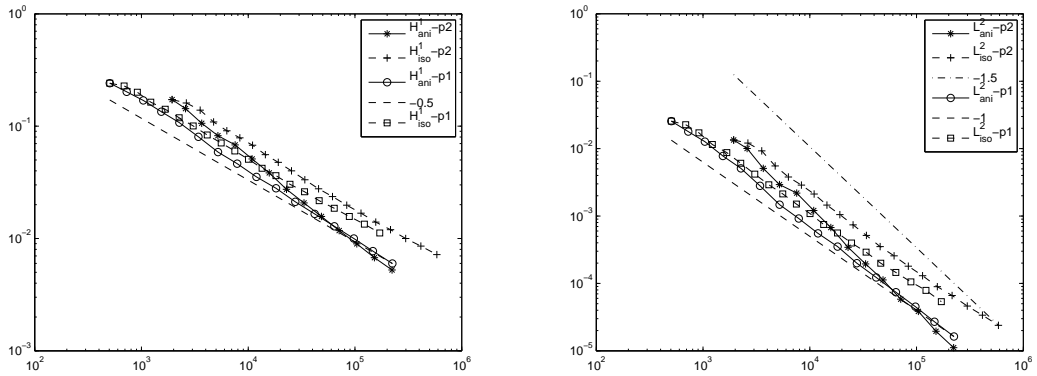 10^0
10^-1
10^-2
10^-3
10^2 10^3 10^4 10^5 10^6
H^1_ani-p2
H^1_iso-p2
H^1_ani-p1
-0.5
H^1_iso-p1
10^0
10^-1
10^-2
10^-3
10^-4
10^-5
10^2 10^3 10^4 10^5 10^6
L^2_ani-p2
L^2_iso-p2
-1.5
L^2_ani-p1
-1
L^2_iso-p1